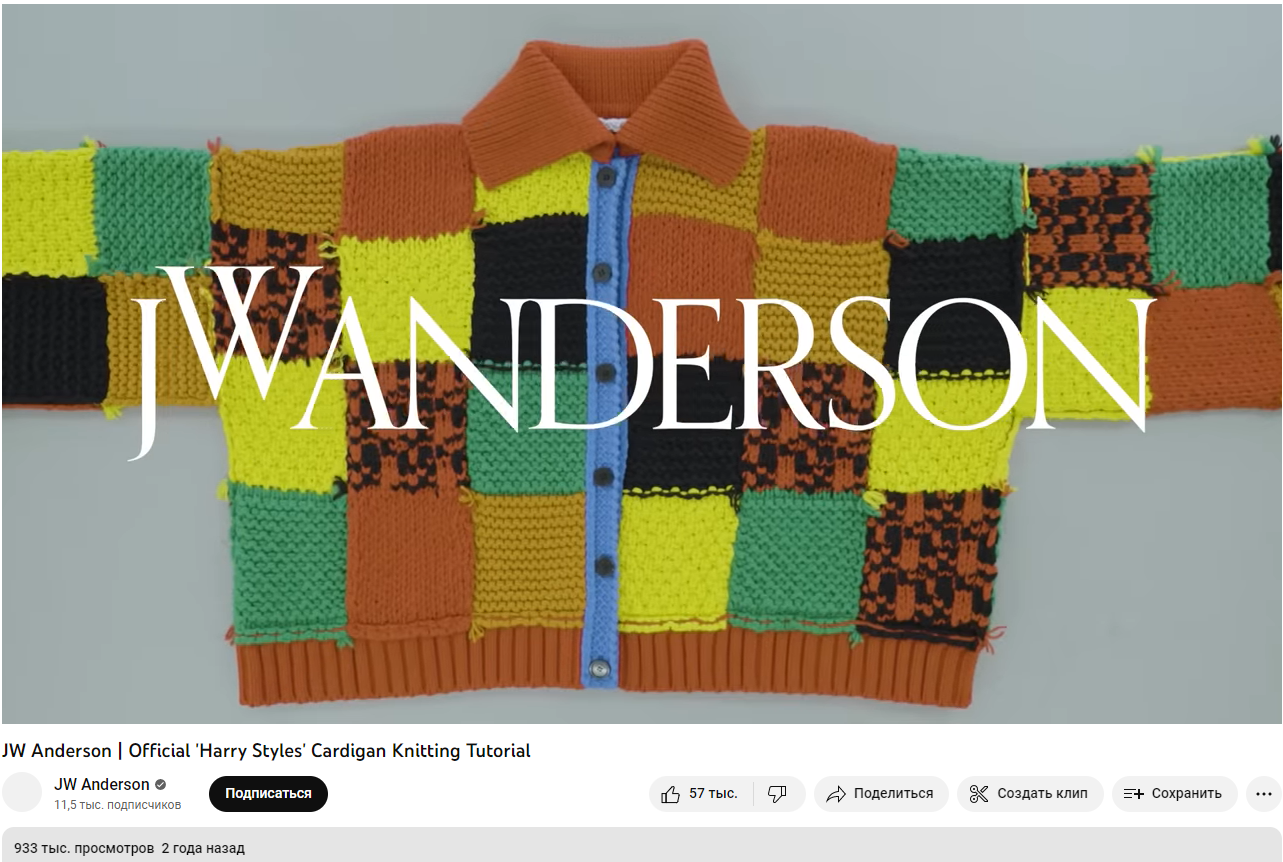 JWANDERSON
JW Anderson | Official 'Harry Styles' Cardigan Knitting Tutorial
JW Anderson
11,5 тыс. подписчиков
Подписаться
57 тыс.
Поделиться
Создать клип
Сохранить
933 тыс. просмотров 2 года назад